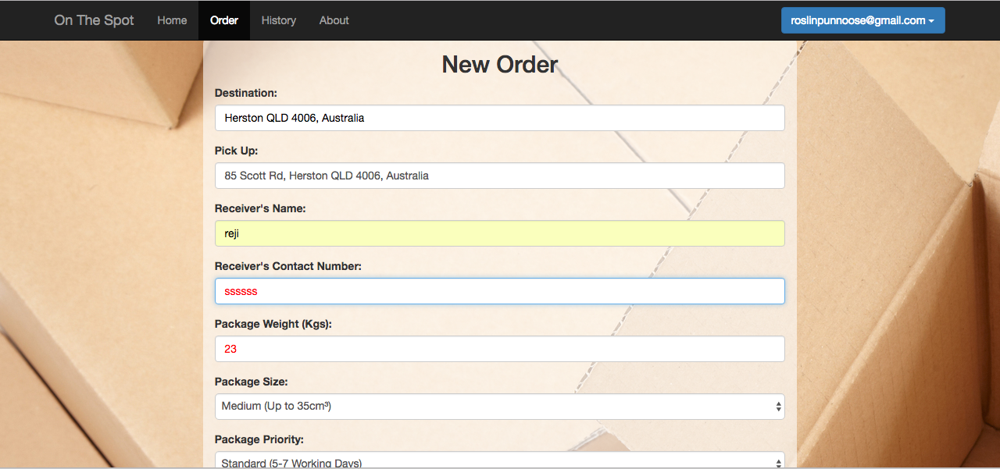 On The Spot Home Order History About roslinpunnoose@gmail.com
New Order
Destination:
Herston QLD 4006, Australia
Pick Up:
85 Scott Rd, Herston QLD 4006, Australia
Receiver's Name:
reji
Receiver's Contact Number:
ssssss
Package Weight (Kgs):
23
Package Size:
Medium (Up to 35cm³)
Package Priority:
Standard (5-7 Working Days)